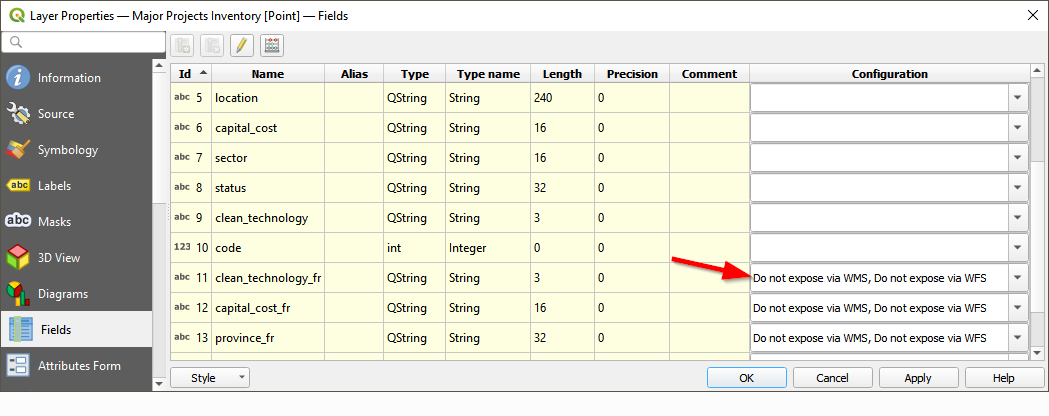 Layer Properties — Major Projects Inventory [Point] — Fields
Information
Source
abc Labels
Symbology
abc Masks
3D View
Diagrams
Fields
Attributes Form
Id Name Alias Type Type name Length Precision Comment Configuration
abc 5 location QString String 240 0
abc 6 capital_cost QString String 16 0
abc 7 sector QString String 16 0
abc 8 status QString String 32 0
abc 9 clean_technology QString String 3 0
123 10 code int Integer 0 0
abc 11 clean_technology_fr QString String 3 0 Do not expose via WMS, Do not expose via WFS
abc 12 capital_cost_fr QString String 16 0 Do not expose via WMS, Do not expose via WFS
abc 13 province_fr QString String 32 0 Do not expose via WMS, Do not expose via WFS
Style OK Cancel Apply Help